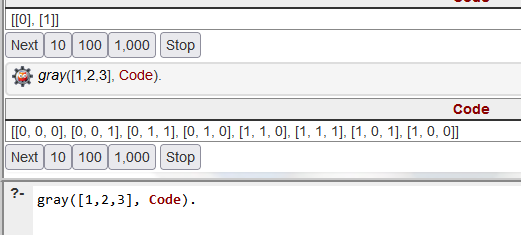 Code
[[0], [1]]
Next 10 100 1,000 Stop
gray([1,2,3], Code).
Code
[[0, 0, 0], [0, 0, 1], [0, 1, 1], [0, 1, 0], [1, 1, 0], [1, 1, 1], [1, 0, 1], [1, 0, 0]]
Next 10 100 1,000 Stop
?- gray([1,2,3], Code).